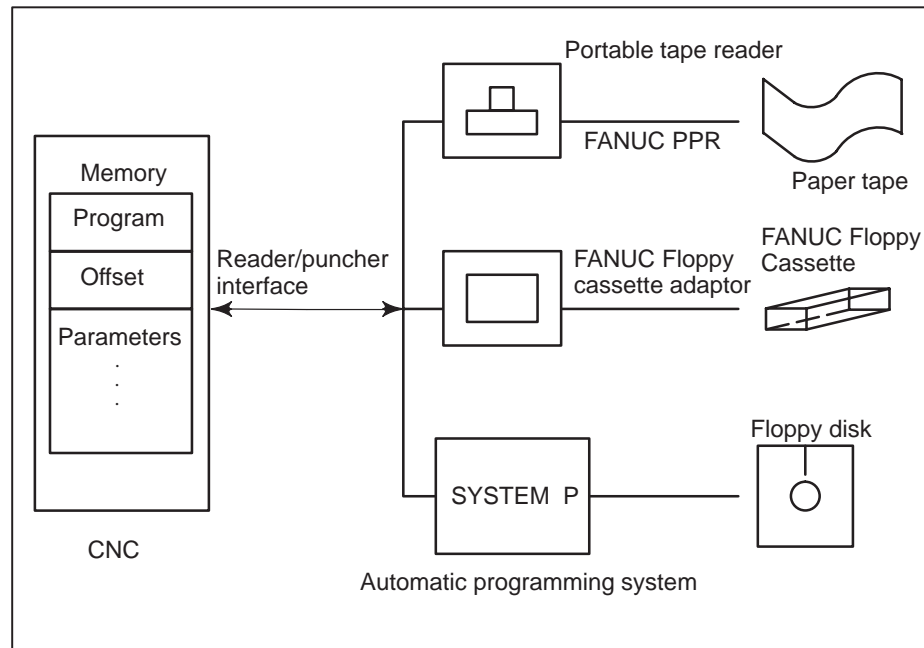 Portable tape reader
FANUC PPR
Paper tape
Memory
Program
Offset
Parameters
.
.
.
CNC
Reader/puncher
interface
FANUC Floppy
cassette adaptor
FANUC Floppy
Cassette
SYSTEM P
Automatic programming system
Floppy disk